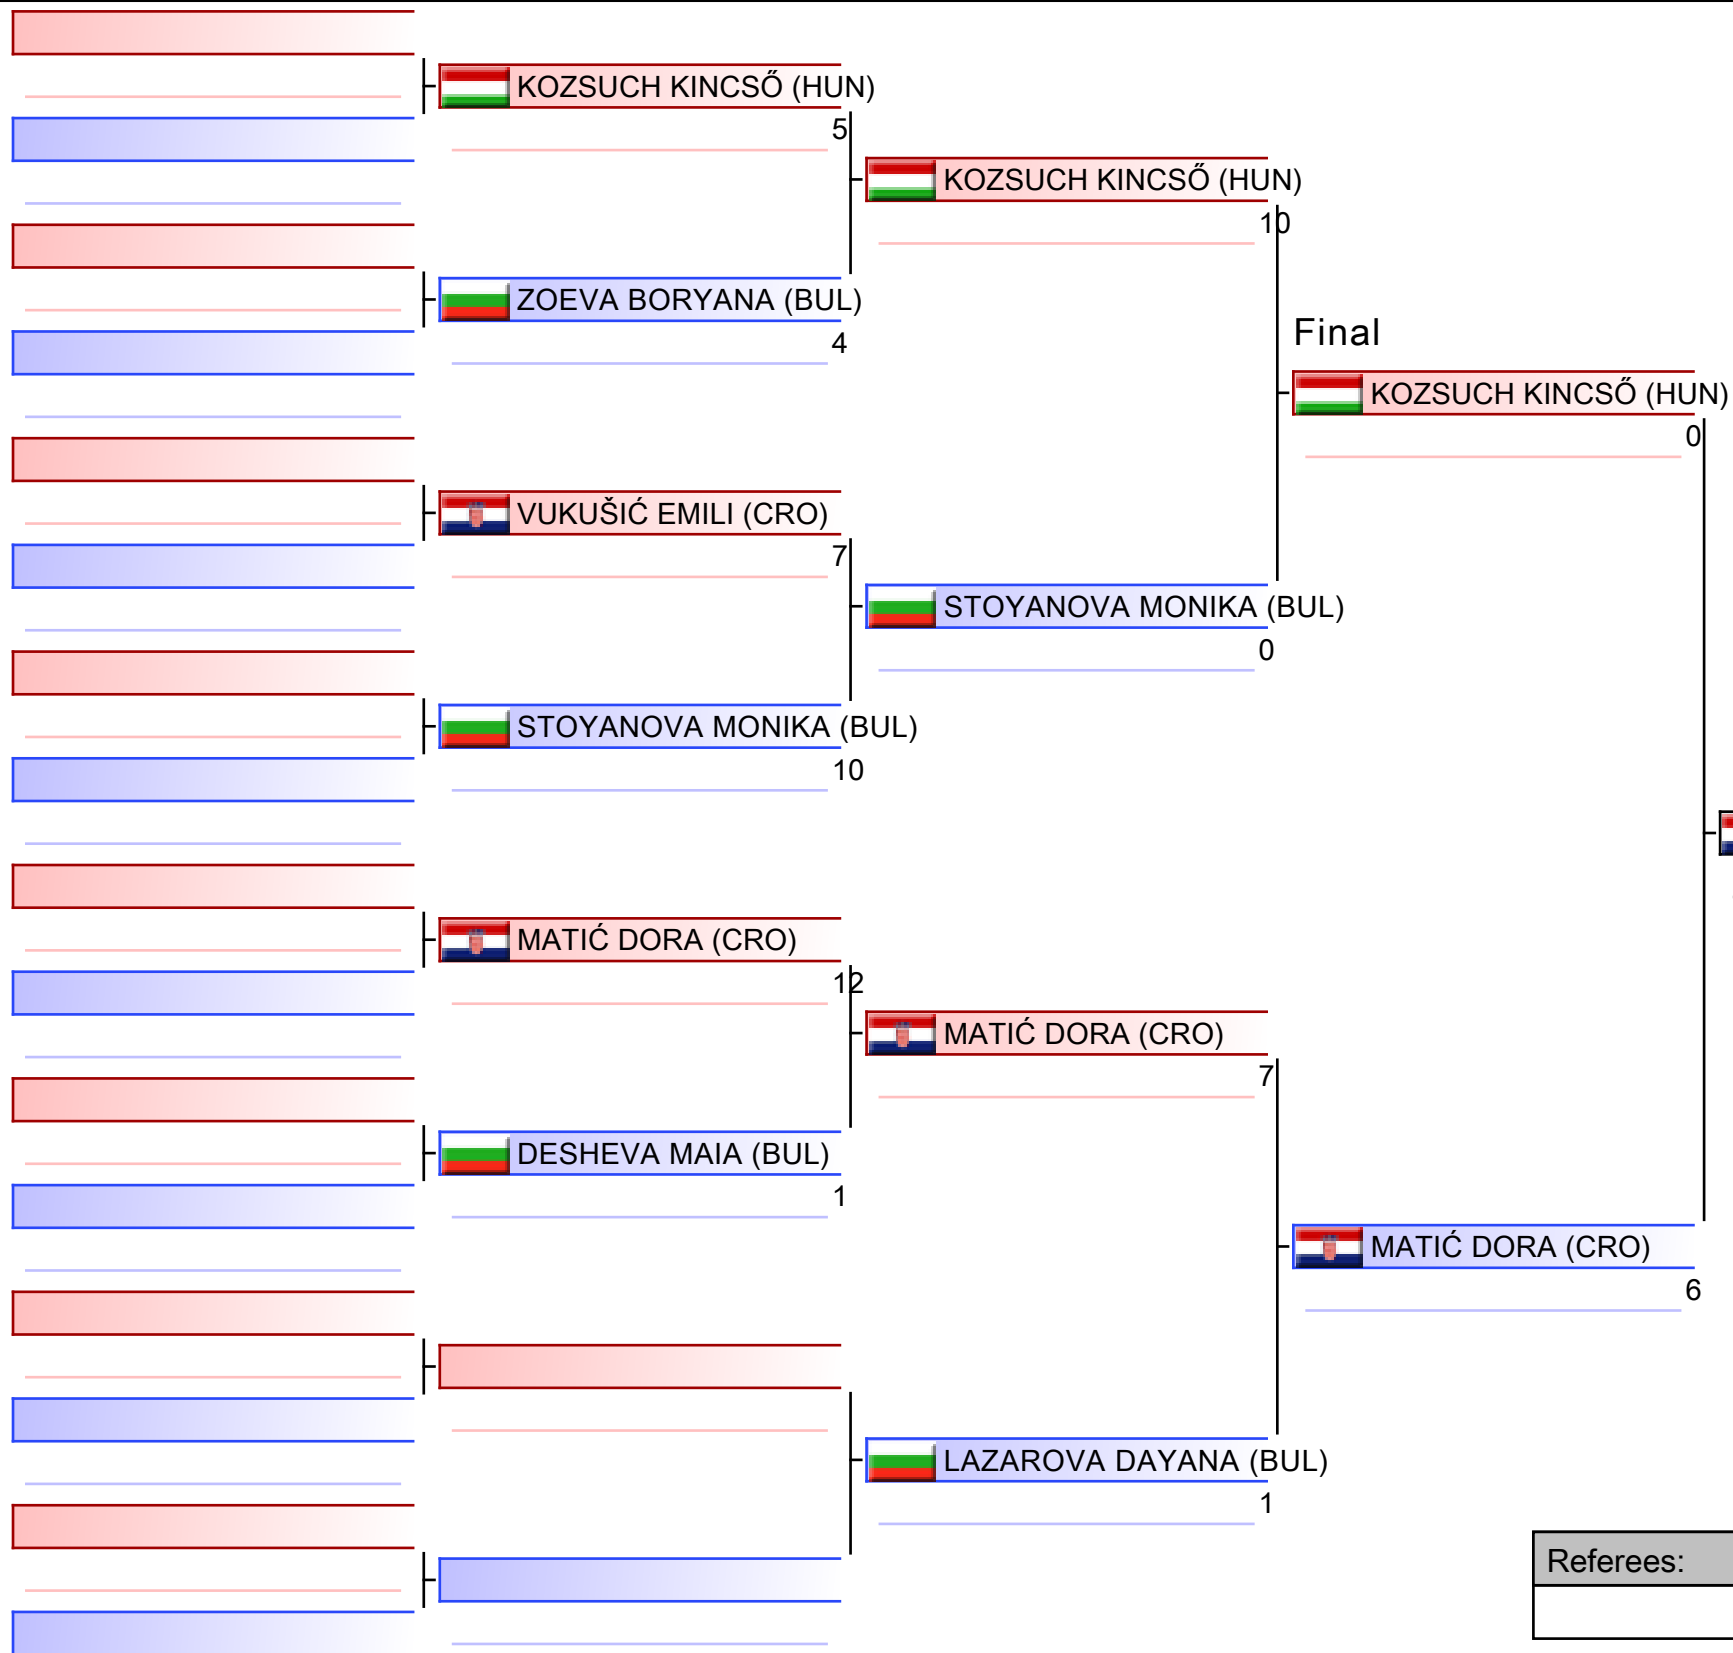 KOZSUCH KINCSŐ (HUN)
5
KOZSUCH KINCSŐ (HUN)
10
ZOEVA BORYANA (BUL)
4
Final
KOZSUCH KINCSŐ (HUN)
0
VUKUŠIĆ EMILI (CRO)
7
STOYANOVA MONIKA (BUL)
0
STOYANOVA MONIKA (BUL)
10
MATIĆ DORA (CRO)
12
MATIĆ DORA (CRO)
7
DESHEVA MAIA (BUL)
1
MATIĆ DORA (CRO)
6
LAZAROVA DAYANA (BUL)
1
Referees: